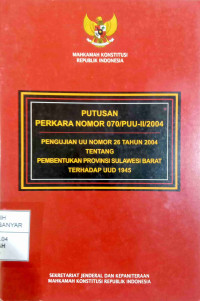 MAHKAMAH KONSTITUSI
REPUBLIK INDONESIA
PUTUSAN
PERKARA NOMOR 070/PUU-II/2004
PENGUJIAN UU NOMOR 26 TAHUN 2004
TENTANG
PEMBENTUKAN PROVINSI SULAWESI BARAT
TERHADAP UUD 1945
SEKRETARIAT JENDERAL DAN KEPANITERAAN
MAHKAMAH KONSTITUSI REPUBLIK INDONESIA